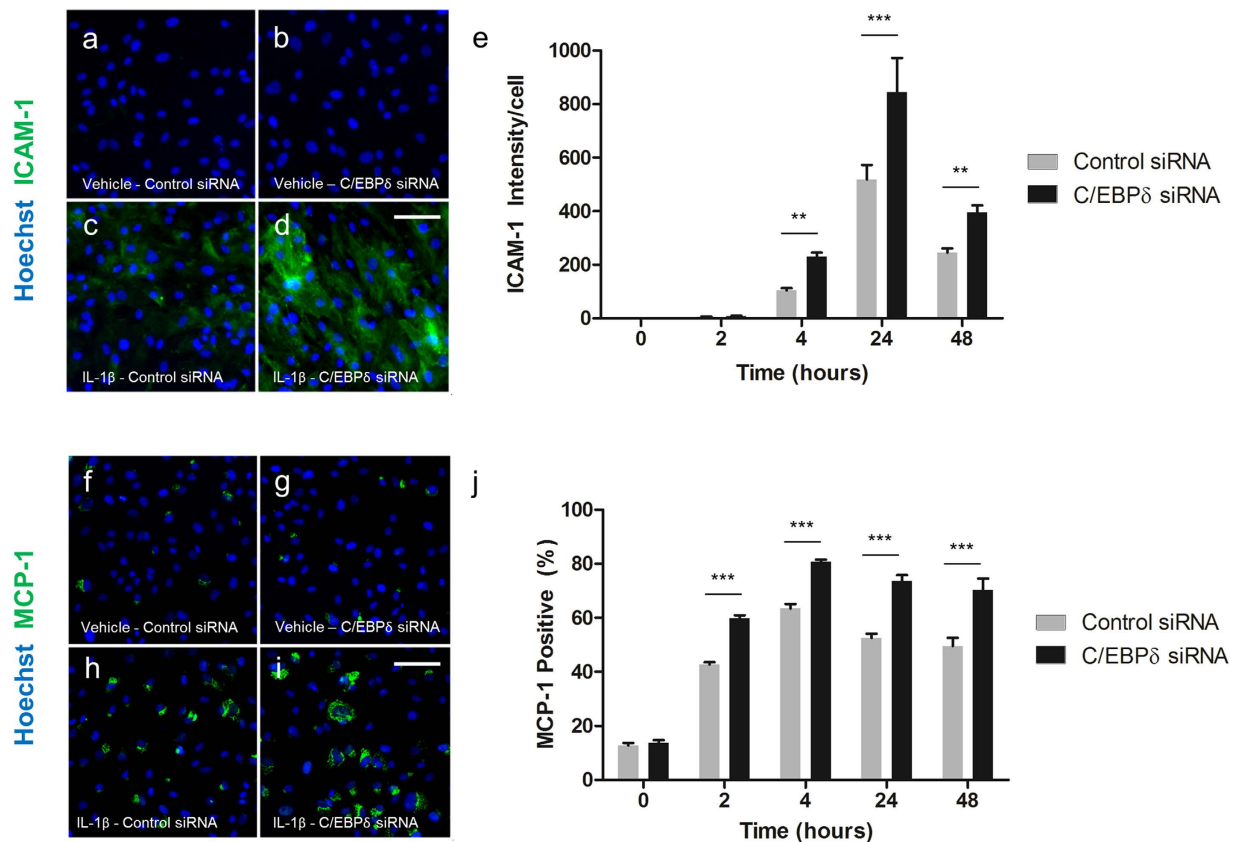 Hoechst ICAM-1
a
b
Vehicle - Control siRNA
Vehicle – C/EBPδ siRNA
c
d
IL-1β - Control siRNA
IL-1β - C/EBPδ siRNA
e
ICAM-1 Intensity/cell
1000
800
600
400
200
0
**
***
**
0 2 4 24 48
Time (hours)
Control siRNA
C/EBPδ siRNA
Hoechst MCP-1
f
g
Vehicle - Control siRNA
Vehicle – C/EBPδ siRNA
h
i
IL-1β - Control siRNA
IL-1β - C/EBPδ siRNA
j
MCP-1 Positive (%)
100
80
60
40
20
0
***
***
***
***
0 2 4 24 48
Time (hours)
Control siRNA
C/EBPδ siRNA